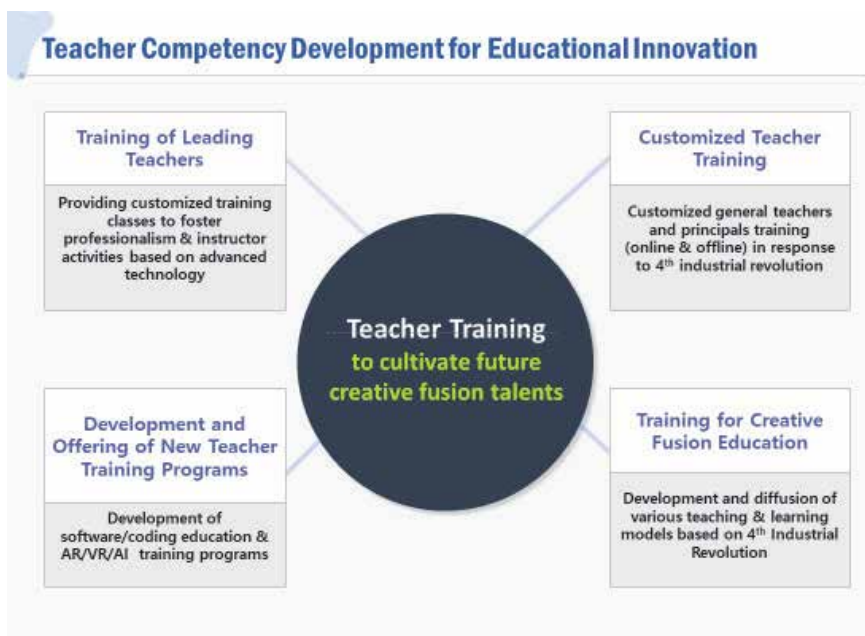 Teacher Competency Development for Educational Innovation
Training of Leading
Teachers
Providing customized training
classes to foster
professionalism & instructor
activities based on advanced
technology
Customized Teacher
Training
Customized general teachers
and principals training
(online & offline) in response
to 4th industrial revolution
Teacher Training
to cultivate future
creative fusion talents
Development and
Offering of New Teacher
Training Programs
Development of
software/coding education &
AR/VR/AI training programs
Training for Creative
Fusion Education
Development and diffusion of
various teaching & learning
models based on 4th Industrial
Revolution